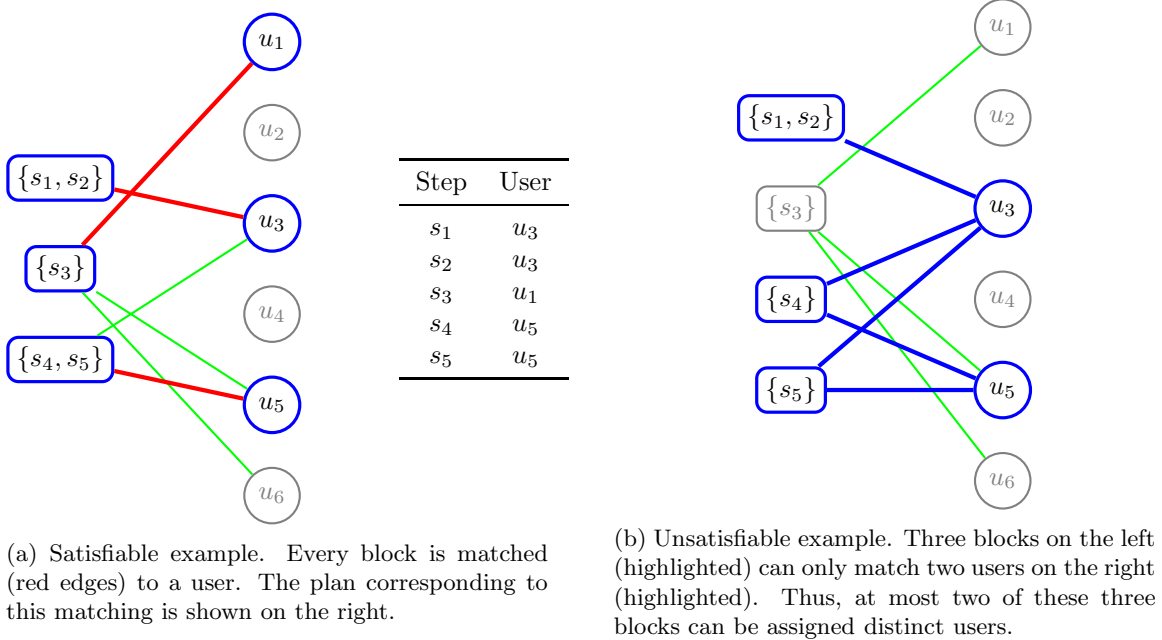 u1
u2
{s1, s2}
u3
{s3}
u4
{s4, s5}
u5
u6
Step User
s1 u3
s2 u3
s3 u1
s4 u5
s5 u5
(a) Satisfiable example. Every block is matched
(red edges) to a user. The plan corresponding to
this matching is shown on the right.
u1
{s1, s2}
u2
{s3}
u3
{s4}
u4
{s5}
u5
u6
(b) Unsatisfiable example. Three blocks on the left
(highlighted) can only match two users on the right
(highlighted). Thus, at most two of these three
blocks can be assigned distinct users.